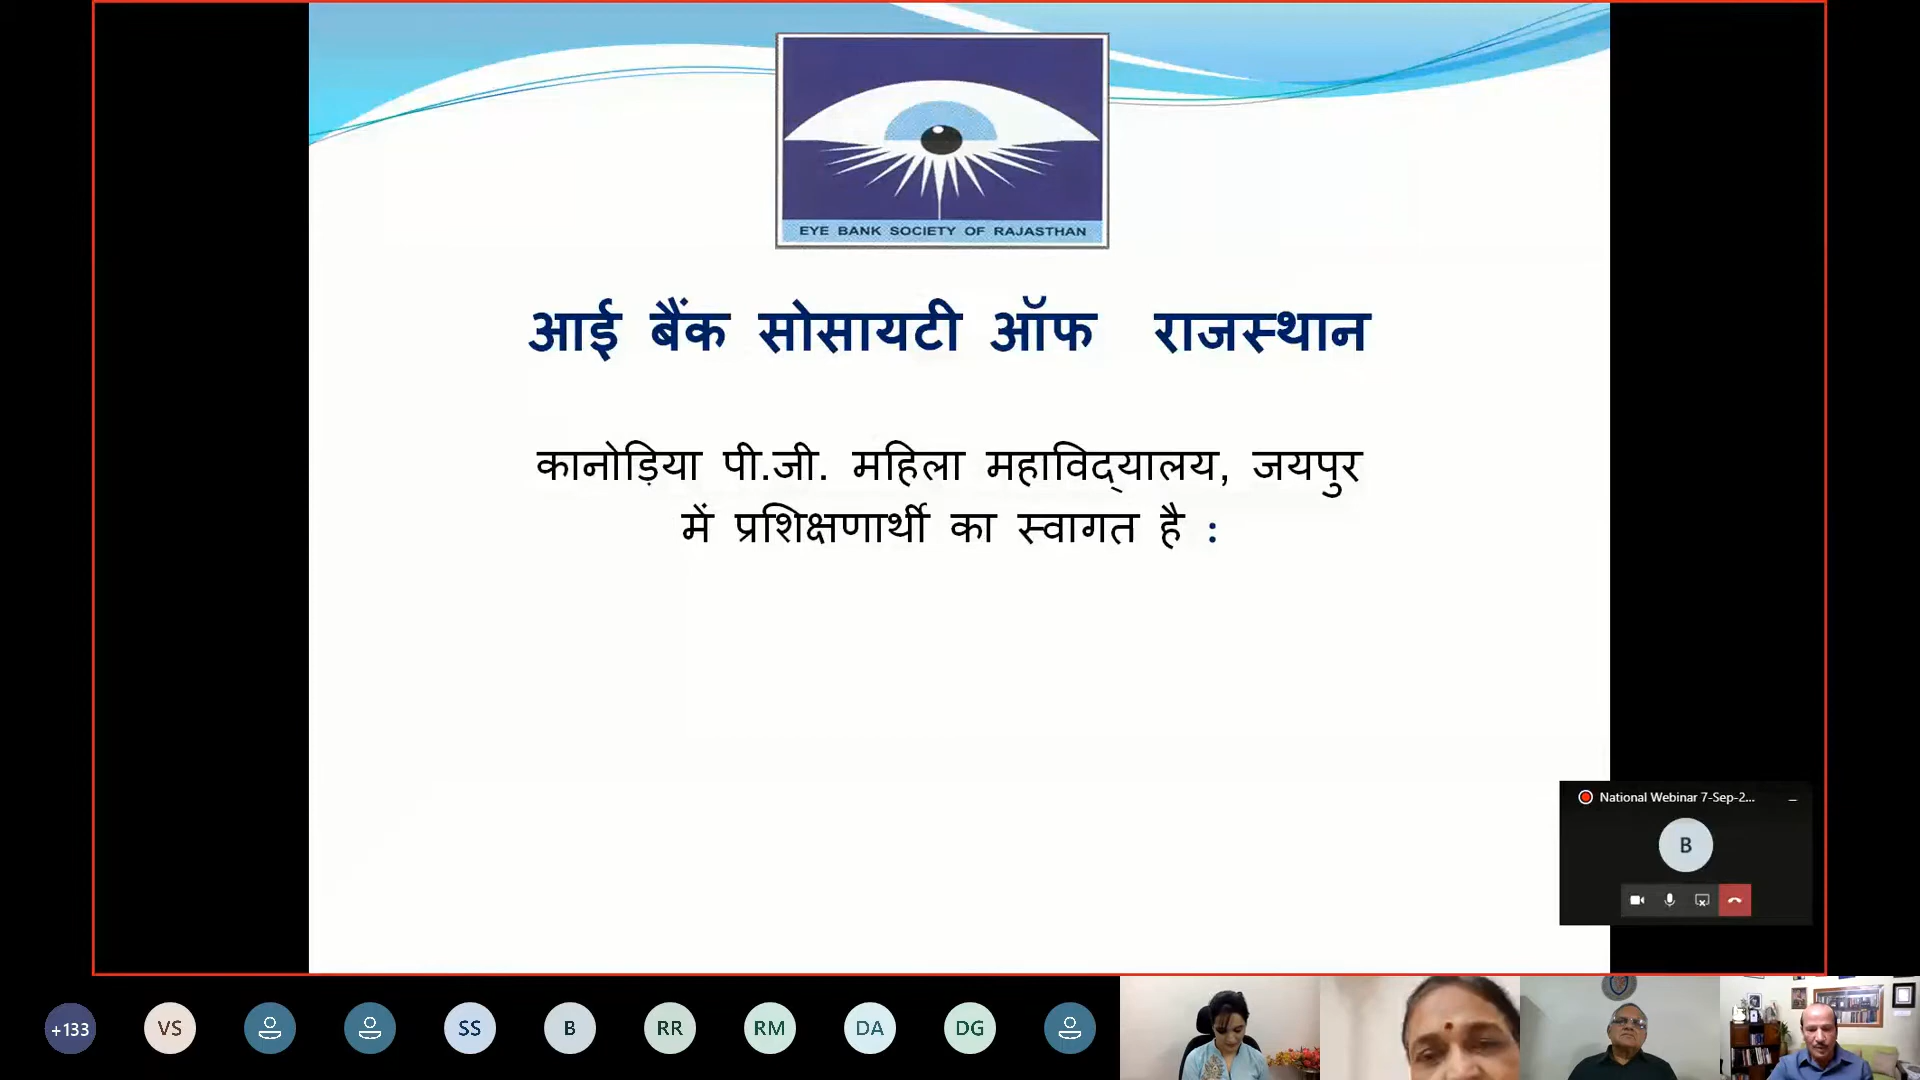 EYE BANK SOCIETY OF RAJASTHAN
आई बैंक सोसायटी ऑफ राजस्थान
कानोड़िया पी.जी. महिला महाविद्यालय, जयपुर
में प्रशिक्षणार्थी का स्वागत है :
National Webinar 7-Sep-2...
B
+133 VS SS B RR RM DA DG